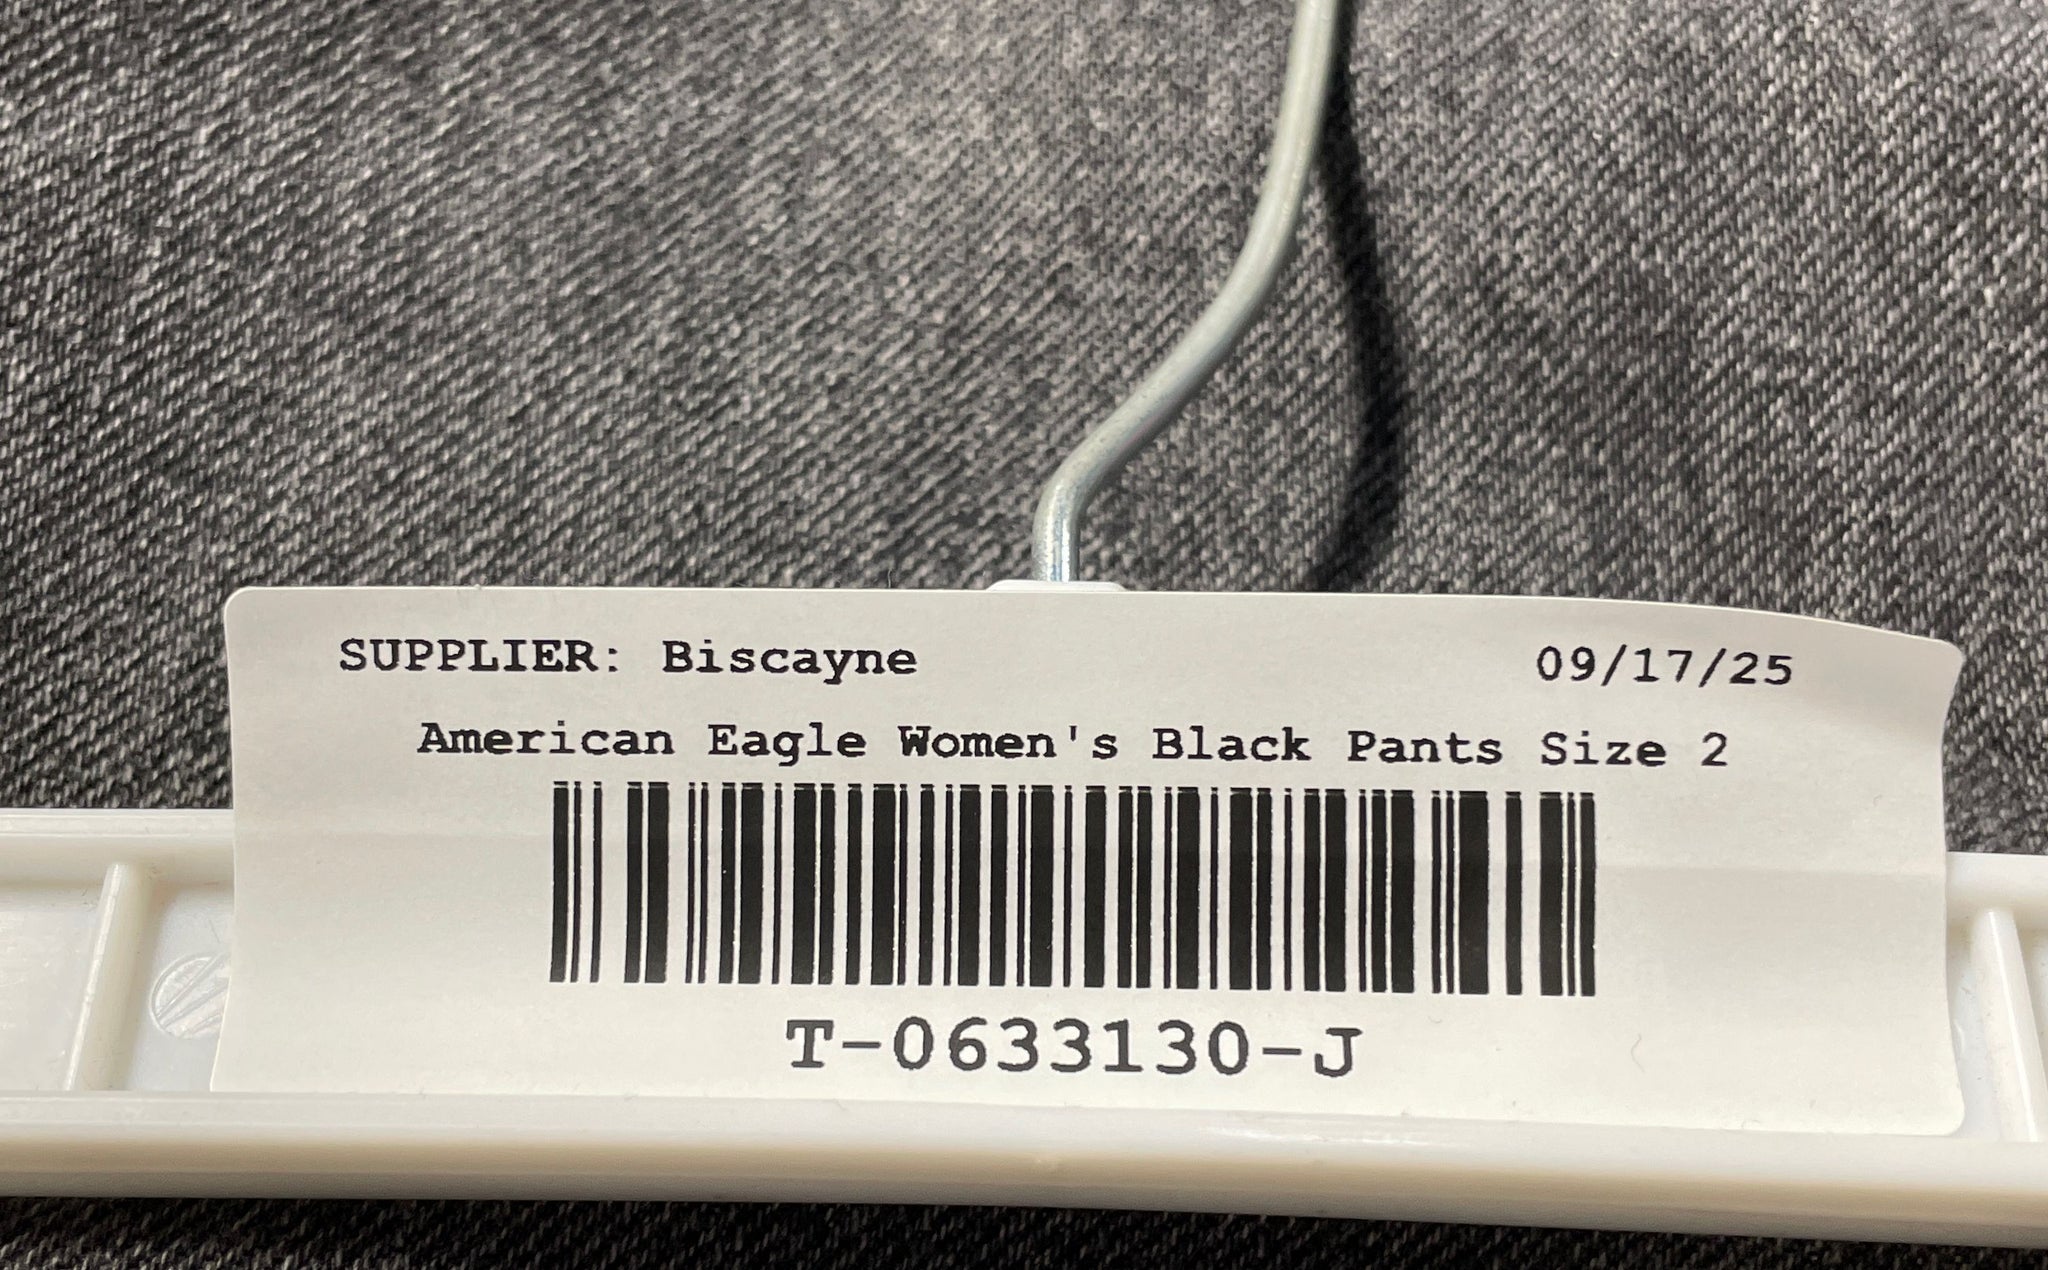 SUPPLIER: Biscayne 09/17/25
American Eagle Women's Black Pants Size 2
T-0633130-J